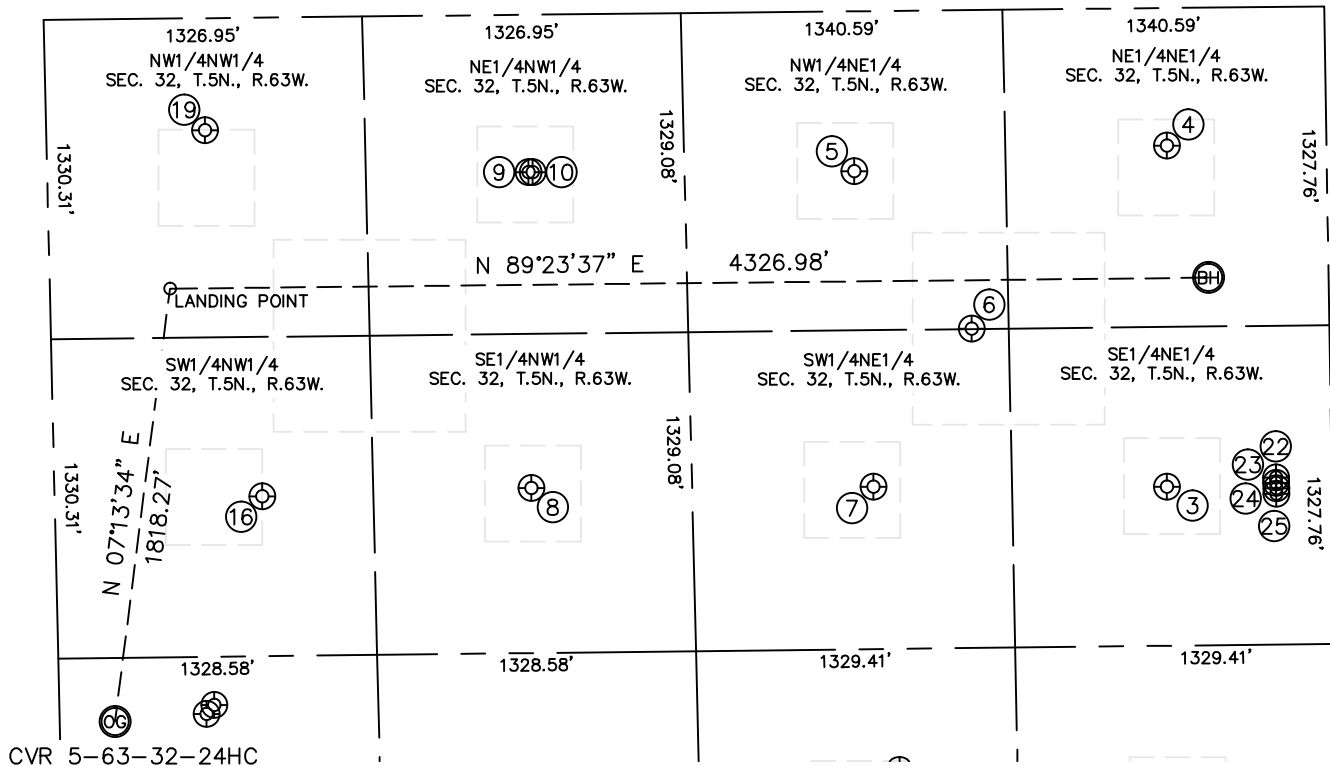 1326.95'
1326.95'
1340.59'
1340.59'
NW1/4NW1/4
SEC. 32, T.5N., R.63W.
NE1/4NW1/4
SEC. 32, T.5N., R.63W.
NW1/4NE1/4
SEC. 32, T.5N., R.63W.
NE1/4NE1/4
SEC. 32, T.5N., R.63W.
19
9
10
5
4
1330.31'
1329.08'
1327.76'
N 89°23'37" E
4326.98'
BH
LANDING POINT
6
SW1/4NW1/4
SEC. 32, T.5N., R.63W.
SE1/4NW1/4
SEC. 32, T.5N., R.63W.
SW1/4NE1/4
SEC. 32, T.5N., R.63W.
SE1/4NE1/4
SEC. 32, T.5N., R.63W.
1330.31'
N 07°13'34" E
1818.27'
16
8
1329.08'
7
3
22
23
24
25
1327.76'
1328.58'
1328.58'
1329.41'
1329.41'
OG
CVR 5-63-32-24HC